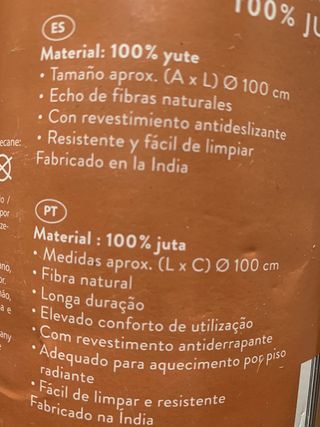 100% JU
ES
Material: 100% yute
• Tamaño aprox. (A x L) Ø 100 cm
• Echo de fibras naturales
• Con revestimiento antideslizante
• Resistente y fácil de limpiar
Fabricado en la India
ecane:
PT
Material : 100% juta
• Medidas aprox. (L x C) Ø 100 cm
• Fibra natural
• Longa duração
• Elevado conforto de utilização
• Con revestimento antiderrapante
• Adequado para aquecimento por piso
radiante
• Fácil de limpar e resistente
Fabricado na Índia